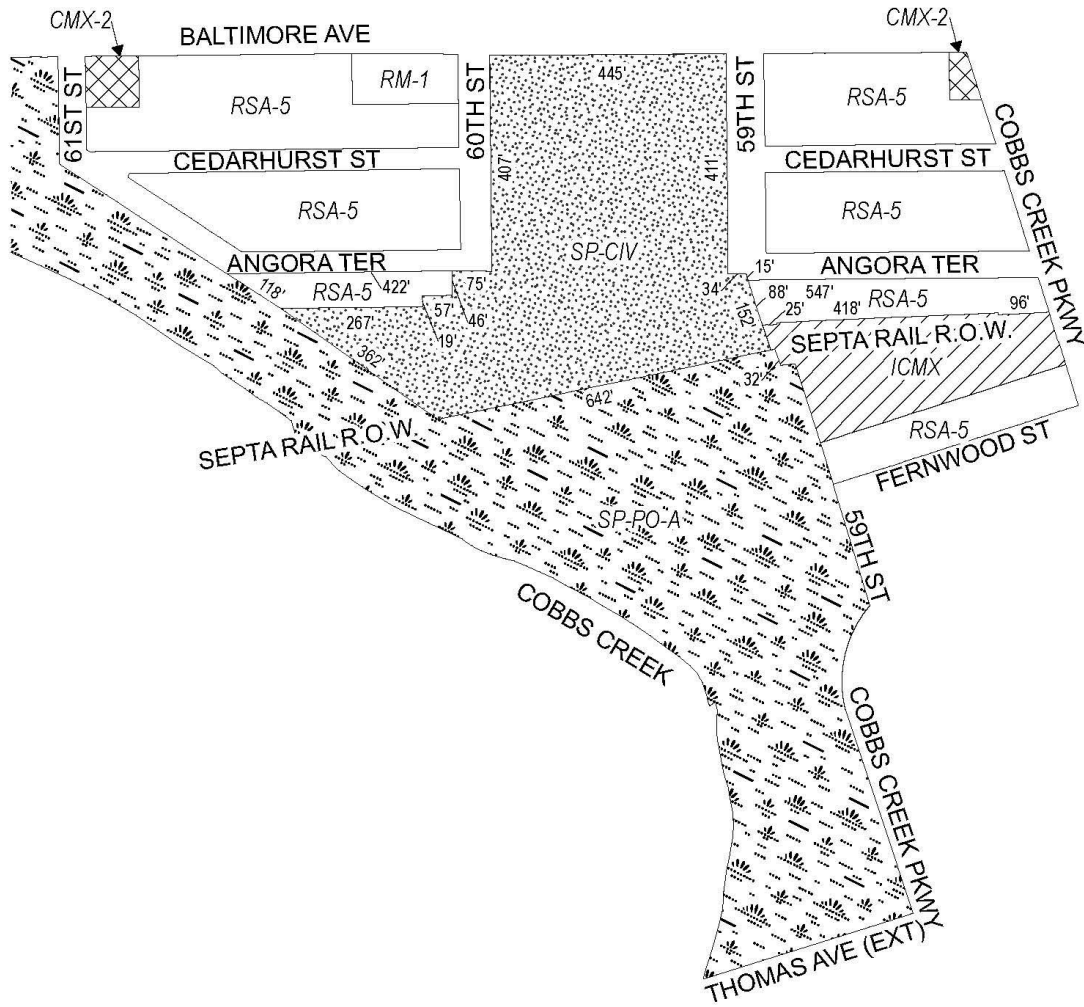 CMX-2
CMX-2
BALTIMORE AVE
61ST ST
RSA-5
RM-1
60TH ST
445'
59TH ST
RSA-5
COBBS CREEK PKWY
CEDARHURST ST
407'
411'
CEDARHURST ST
RSA-5
RSA-5
SP-CIV
ANGORA TER
ANGORA TER
118'
RSA-5
422'
75'
34'
15'
57'
46'
19'
267'
362'
152'
88'
25'
547'
418'
RSA-5
96'
SEPTA RAIL R.O.W.
ICMX
32'
642'
SEPTA RAIL R.O.W.
RSA-5
FERNWOOD ST
SP-PO-A
59TH ST
COBBS CREEK
COBBS CREEK PKWY
THOMAS AVE (EXT)